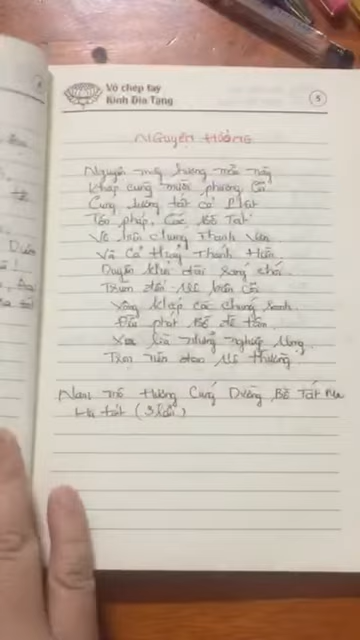 Vở chép tay
Kinh Địa Tạng
5
NGUYỆN HƯƠNG
Nguyện mây hương mầu này
Khắp cùng mười phương cõi
Cúng dường tất cả Phật
Tôn pháp, Các Bồ Tát
Vô biên chúng Thanh Văn
Và cả thảy Thánh Hiền
Duyên khởi đài sáng chói
Trùm đến vô biên cõi
Xông khắp các chúng sanh
Đều phát Bồ đề tâm
Xa lìa những nghiệp vọng
Trọn nên đạo vô thượng
Nam mô Hương Cúng Dường Bồ Tát Ma
Ha tát (3 lần)